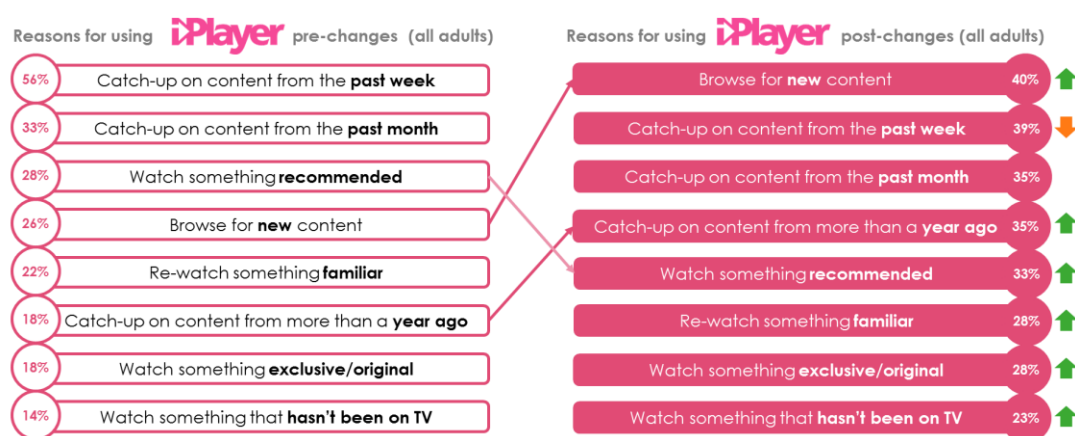 Reasons for using iPlayer pre-changes (all adults)
56% Catch-up on content from the past week
33% Catch-up on content from the past month
28% Watch something recommended
26% Browse for new content
22% Re-watch something familiar
18% Catch-up on content from more than a year ago
18% Watch something exclusive/original
14% Watch something that hasn't been on TV
Reasons for using iPlayer post-changes (all adults)
Browse for new content 40%
Catch-up on content from the past week 39%
Catch-up on content from the past month 35%
Catch-up on content from more than a year ago 35%
Watch something recommended 33%
Re-watch something familiar 28%
Watch something exclusive/original 28%
Watch something that hasn't been on TV 23%